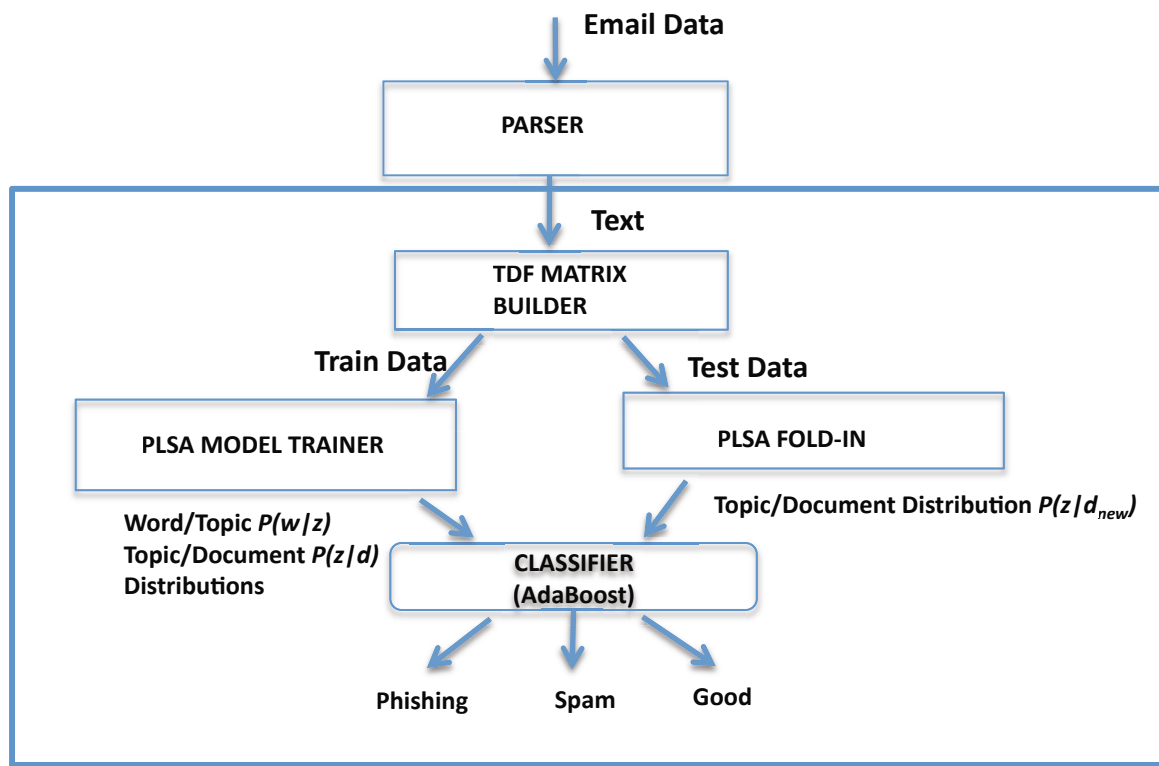 Email Data
PARSER
Text
TDF MATRIX
BUILDER
Train Data
Test Data
PLSA MODEL TRAINER
PLSA FOLD-IN
Word/Topic P(w|z)
Topic/Document P(z|d)
Distributions
Topic/Document Distribution P(z|d_new)
CLASSIFIER
(AdaBoost)
Phishing
Spam
Good